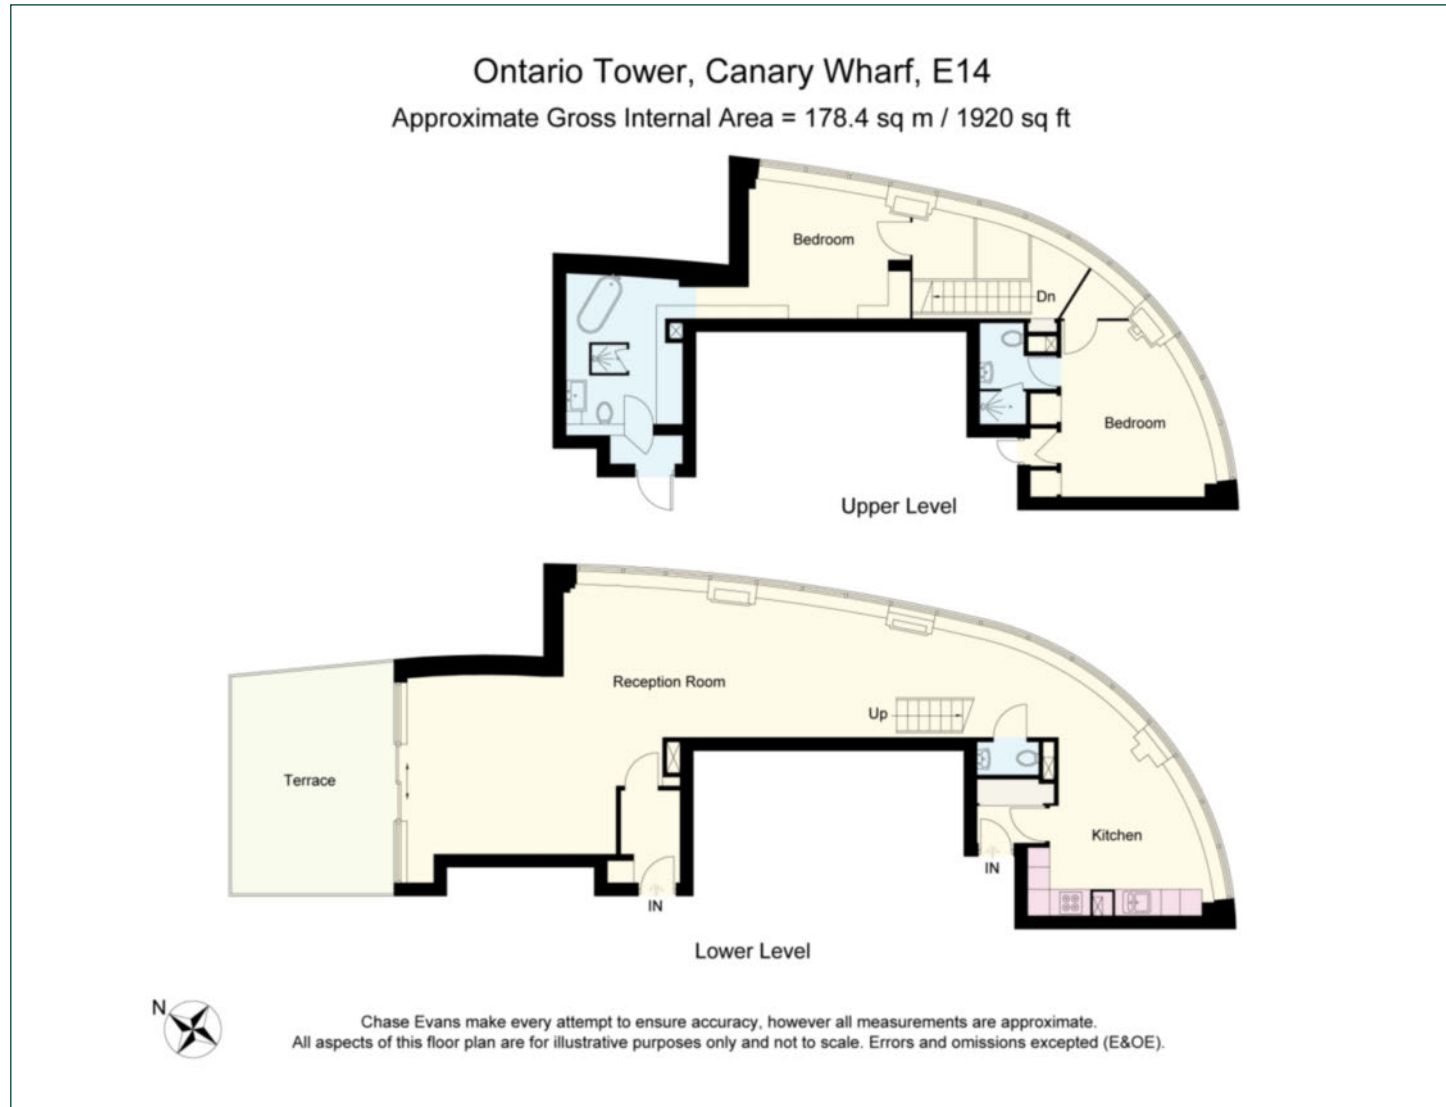 Ontario Tower, Canary Wharf, E14
Approximate Gross Internal Area = 178.4 sq m / 1920 sq ft
Bedroom
Dn
Bedroom
Upper Level
Reception Room
Up
Terrace
Kitchen
IN
IN
Lower Level
N
Chase Evans make every attempt to ensure accuracy, however all measurements are approximate.
All aspects of this floor plan are for illustrative purposes only and not to scale. Errors and omissions excepted (E&OE).